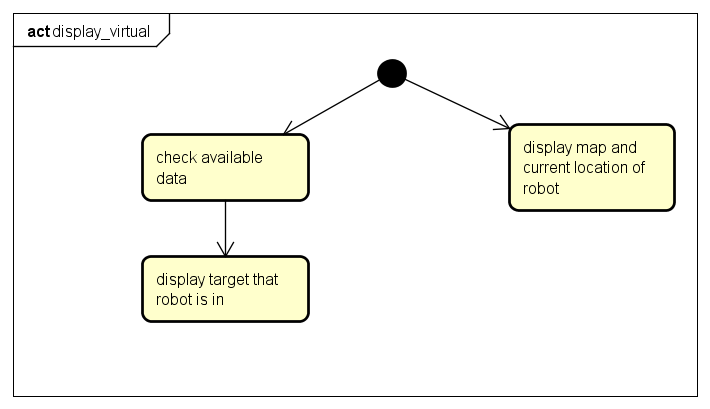 act display_virtual
check available
data
display map and
current location of
robot
display target that
robot is in